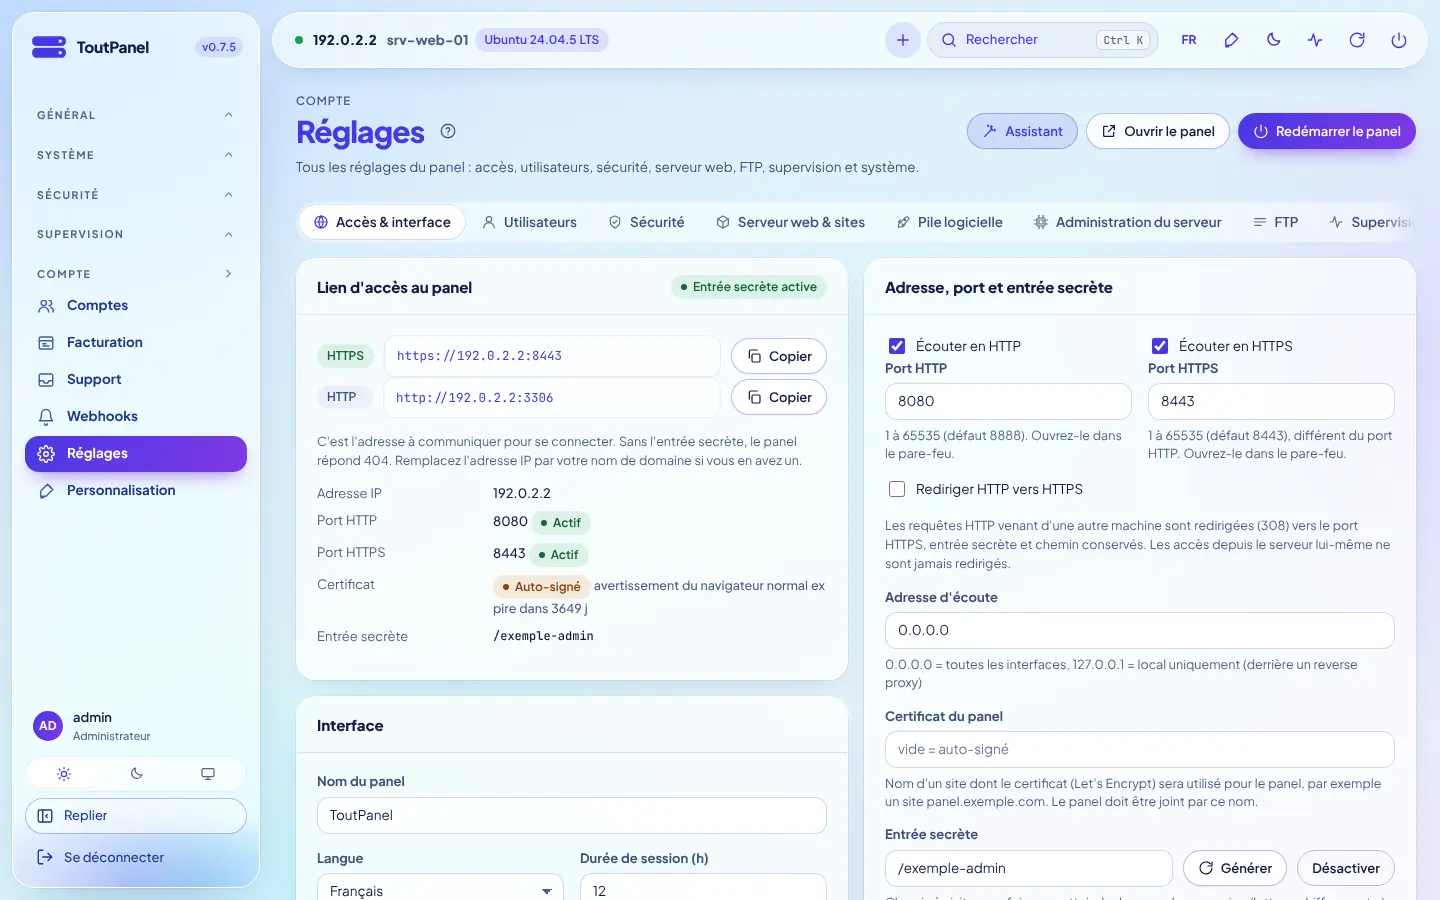 ToutPanel
v0.7.5
GÉNÉRAL
SYSTÈME
SÉCURITÉ
SUPERVISION
COMPTE
Comptes
Facturation
Support
Webhooks
Réglages
Personnalisation
AD
admin
Administrateur
Replier
Se déconnecter
192.0.2.2 srv-web-01 Ubuntu 24.04.5 LTS
Rechercher Ctrl K FR
COMPTE
Réglages
Tous les réglages du panel : accès, utilisateurs, sécurité, serveur web, FTP, supervision et système.
Assistant
Ouvrir le panel
Redémarrer le panel
Accès & interface Utilisateurs Sécurité Serveur web & sites Pile logicielle Administration du serveur FTP Supervisi
Lien d'accès au panel
Entrée secrète active
HTTPS https://192.0.2.2:8443 Copier
HTTP http://192.0.2.2:3306 Copier
C'est l'adresse à communiquer pour se connecter. Sans l'entrée secrète, le panel
répond 404. Remplacez l'adresse IP par votre nom de domaine si vous en avez un.
Adresse IP 192.0.2.2
Port HTTP 8080 Actif
Port HTTPS 8443 Actif
Certificat Auto-signé avertissement du navigateur normal ex
pire dans 3649 j
Entrée secrète /exemple-admin
Interface
Nom du panel
ToutPanel
Langue Durée de session (h)
Français 12
Adresse, port et entrée secrète
Écouter en HTTP Écouter en HTTPS
Port HTTP Port HTTPS
8080 8443
1 à 65535 (défaut 8888). Ouvrez-le dans
le pare-feu.
1 à 65535 (défaut 8443), différent du port
HTTP. Ouvrez-le dans le pare-feu.
Rediriger HTTP vers HTTPS
Les requêtes HTTP venant d'une autre machine sont redirigées (308) vers le port
HTTPS, entrée secrète et chemin conservés. Les accès depuis le serveur lui-même ne
sont jamais redirigés.
Adresse d'écoute
0.0.0.0
0.0.0.0 = toutes les interfaces, 127.0.0.1 = local uniquement (derrière un reverse
proxy)
Certificat du panel
vide = auto-signé
Nom d'un site dont le certificat (Let's Encrypt) sera utilisé pour le panel, par exemple
un site panel.exemple.com. Le panel doit être joint par ce nom.
Entrée secrète
/exemple-admin Générer Désactiver